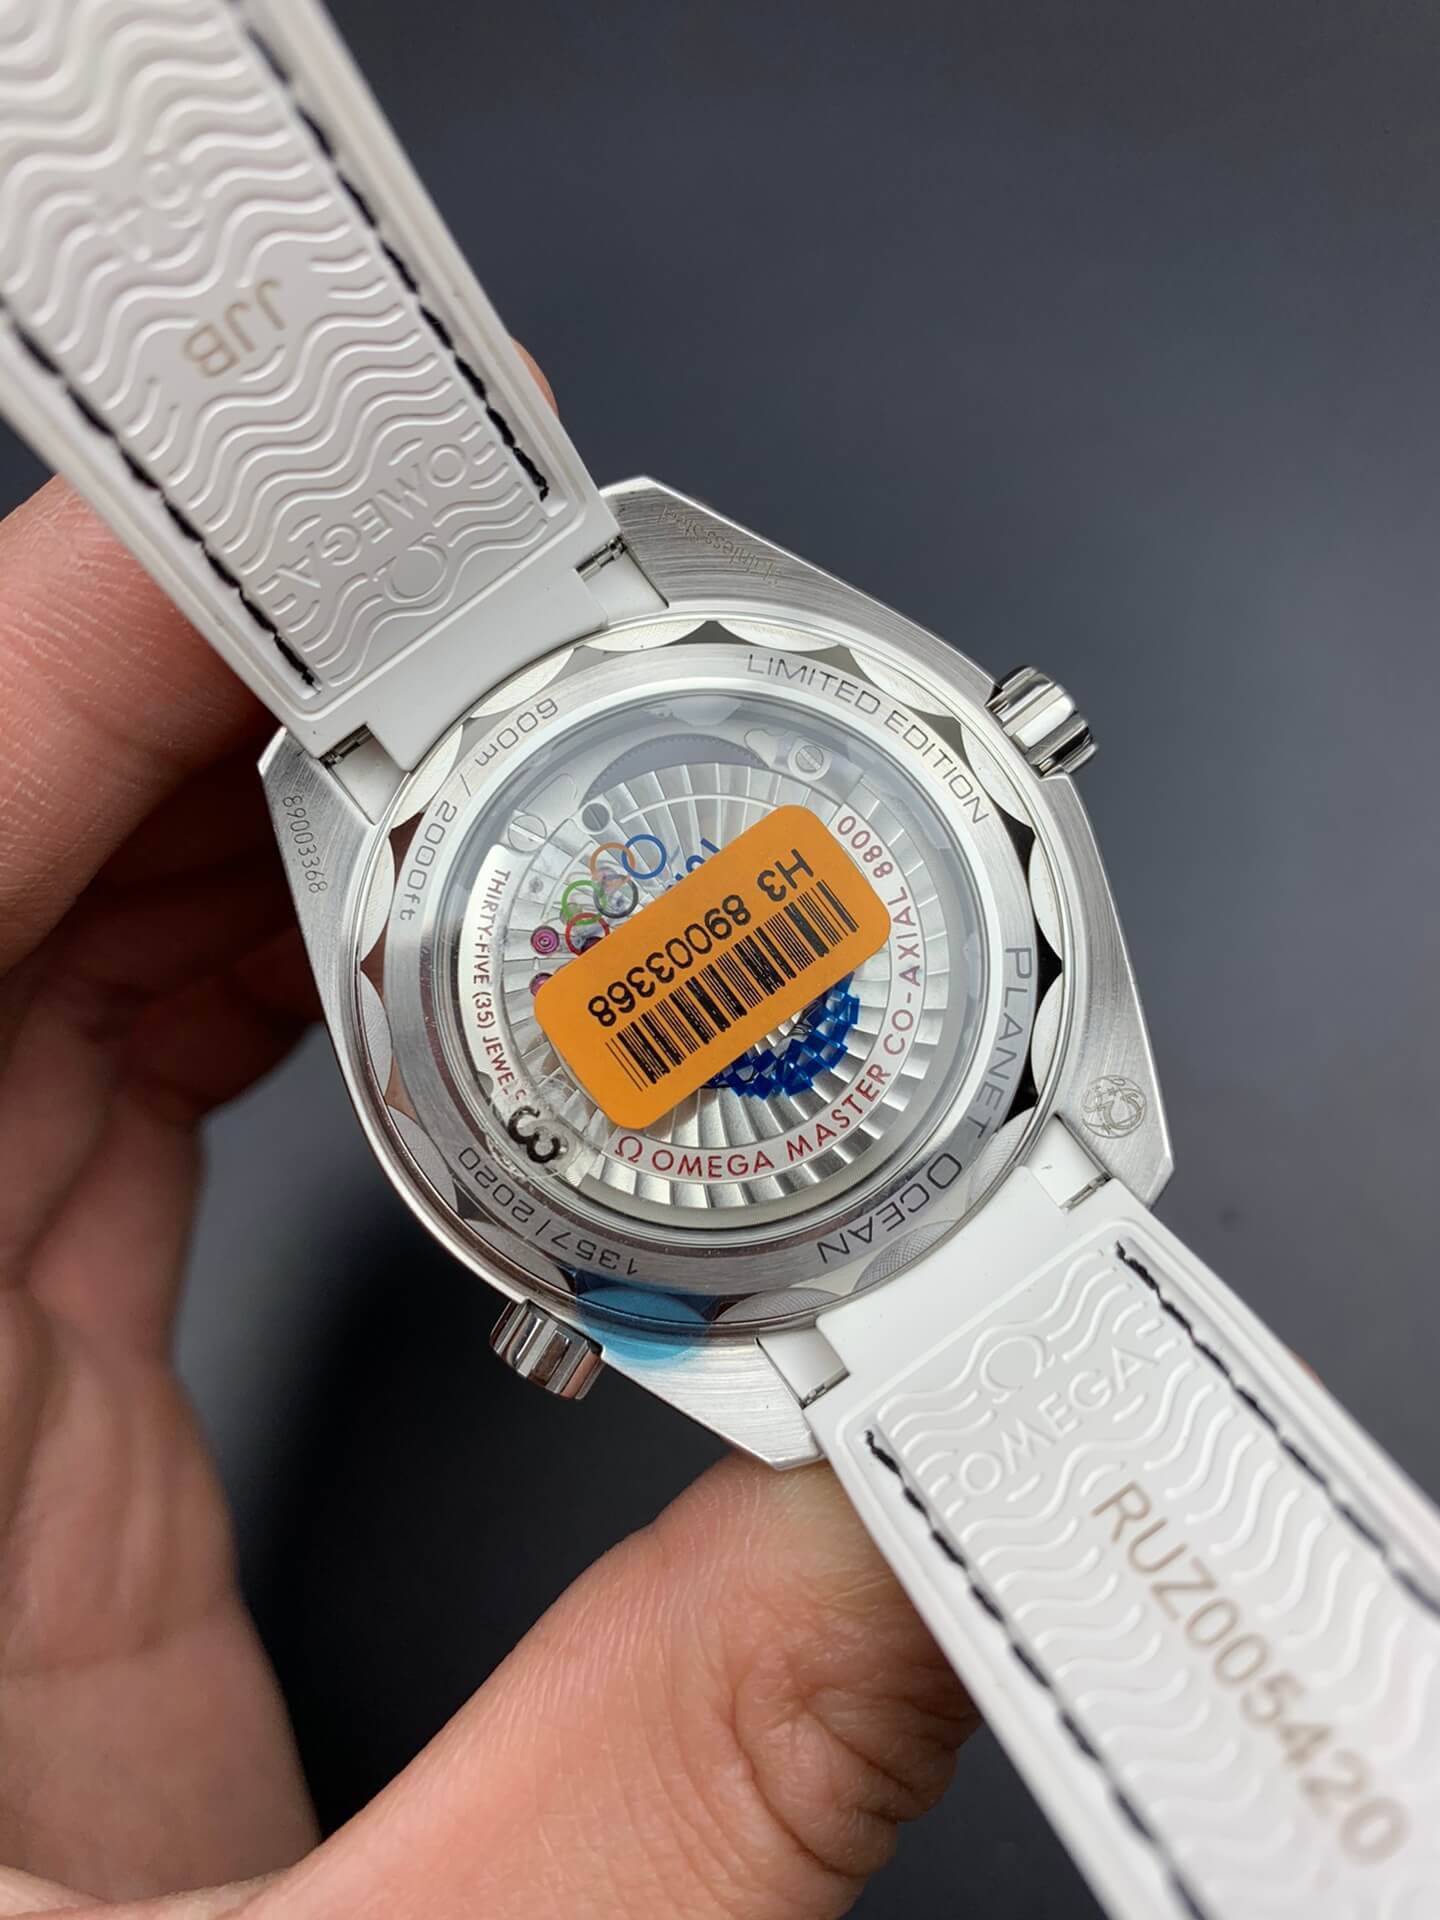 JJB
OMEGA
Stainless Steel
89003368
LIMITED EDITION
600m / 2000ft
PLANET OCEAN
1357/2020
THIRTY-FIVE (35) JEWELS
Ω OMEGA MASTER CO-AXIAL 8800
H3 89003368
3
Ω
OMEGA
RUZ005420